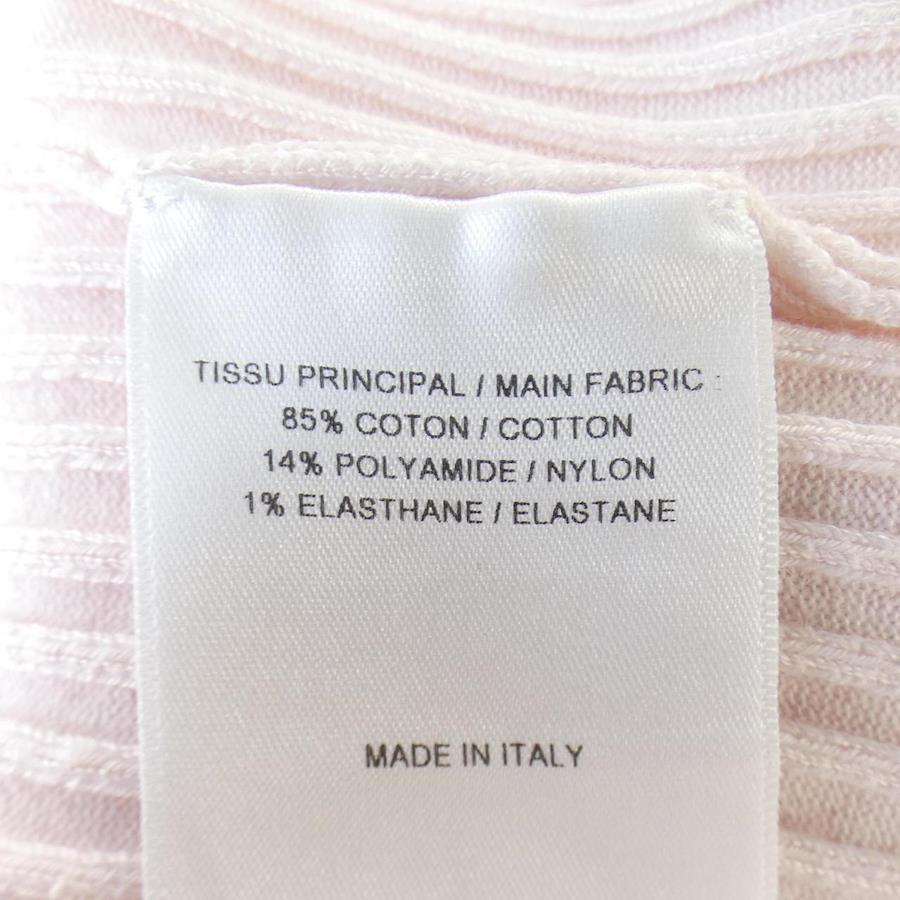 TISSU PRINCIPAL / MAIN FABRIC :
85% COTON / COTTON
14% POLYAMIDE / NYLON
1% ELASTHANE / ELASTANE
MADE IN ITALY